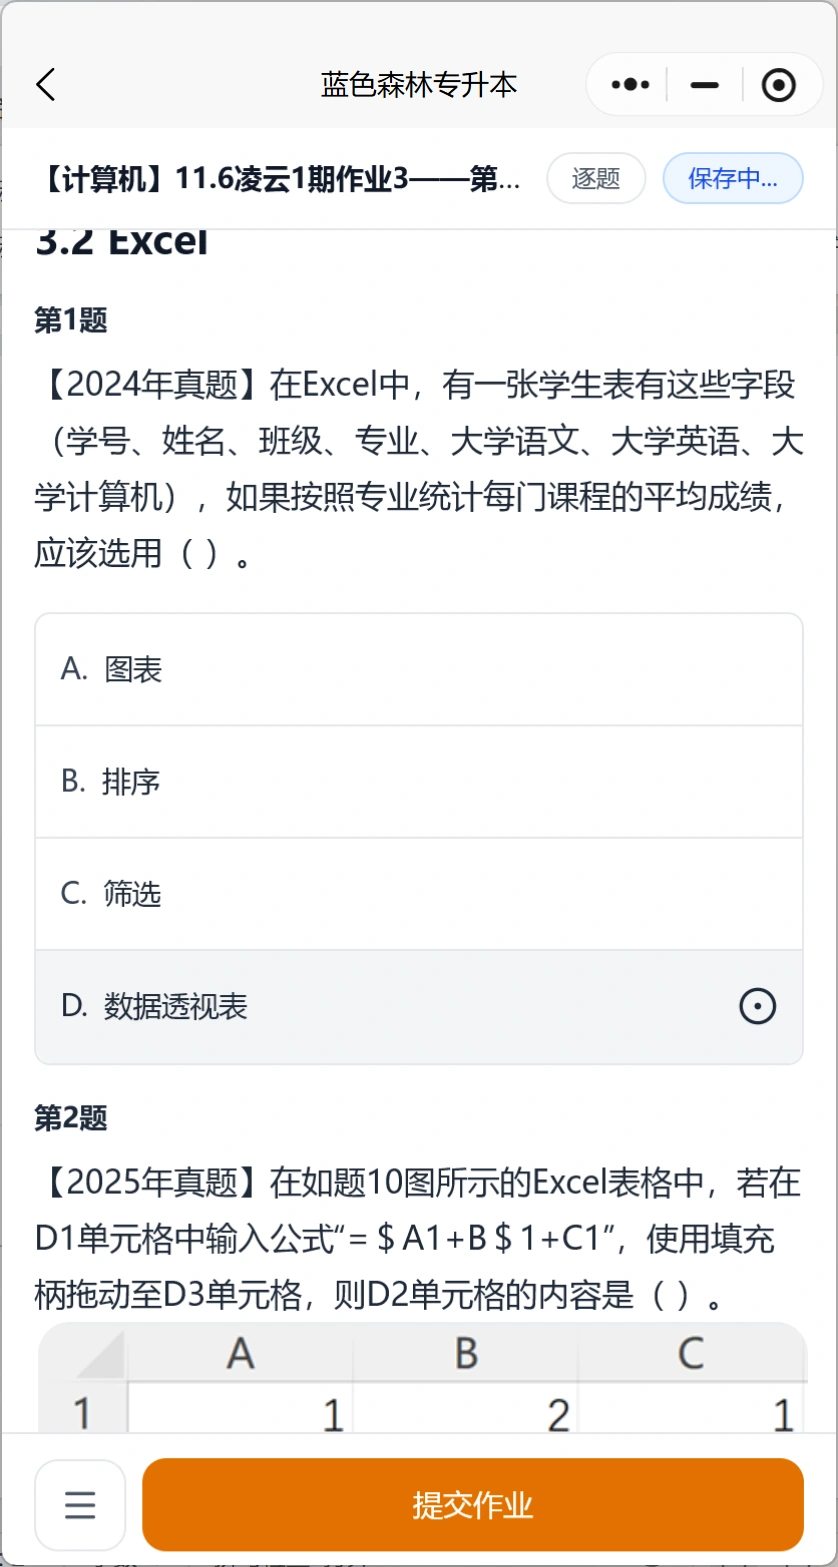 蓝色森林专升本
【计算机】11.6凌云1期作业3——第...
逐题
保存中...
3.2 Excel
第1题
【2024年真题】在Excel中，有一张学生表有这些字段
（学号、姓名、班级、专业、大学语文、大学英语、大
学计算机），如果按照专业统计每门课程的平均成绩，
应该选用（ ）。
A. 图表
B. 排序
C. 筛选
D. 数据透视表
第2题
【2025年真题】在如题10图所示的Excel表格中，若在
D1单元格中输入公式“=＄A1+B＄1+C1”，使用填充
柄拖动至D3单元格，则D2单元格的内容是（ ）。
A B C
1 1 2 1
提交作业